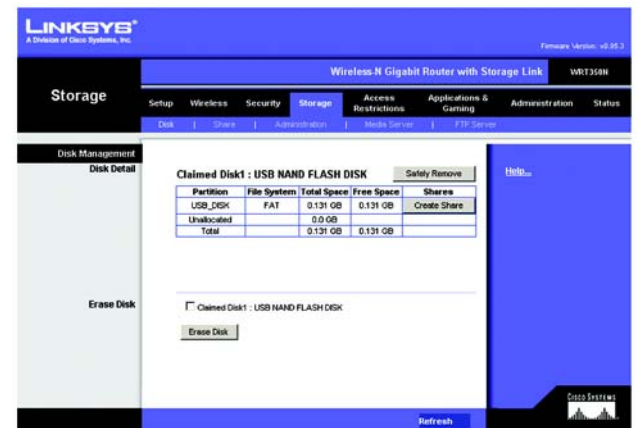 LINKSYS®
A Division of Cisco Systems, Inc.
Firmware Version: v0.95.3
Wireless-N Gigabit Router with Storage Link WRT350N
Storage
Setup Wireless Security Storage Access Restrictions Applications & Gaming Administration Status
Disk | Share | Administration | Media Server | FTP Server
Disk Management
Disk Detail
Claimed Disk1 : USB NAND FLASH DISK Safely Remove
Help...
Partition File System Total Space Free Space Shares
USB_DISK FAT 0.131 GB 0.131 GB Create Share
Unallocated 0.0 GB
Total 0.131 GB 0.131 GB
Erase Disk
Claimed Disk1 : USB NAND FLASH DISK
Erase Disk
CISCO SYSTEMS
Refresh